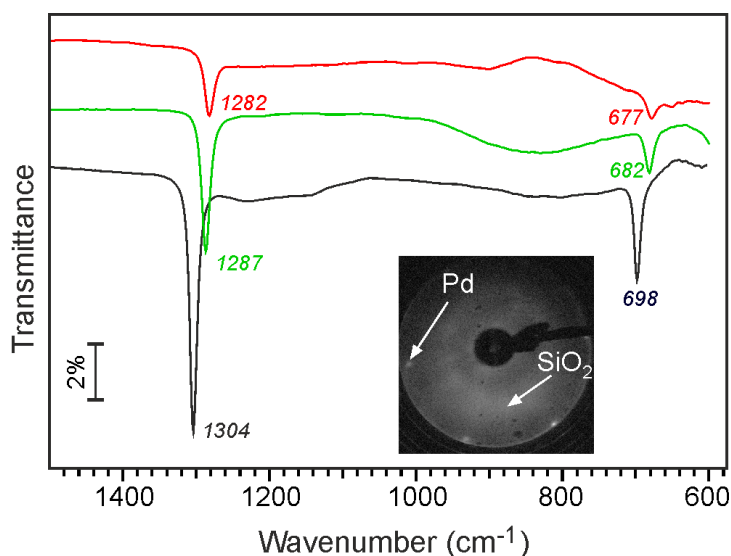 1282
677
682
1287
698
1304
Pd
SiO₂
2%
Transmittance
1400 1200 1000 800 600
Wavenumber (cm⁻¹)